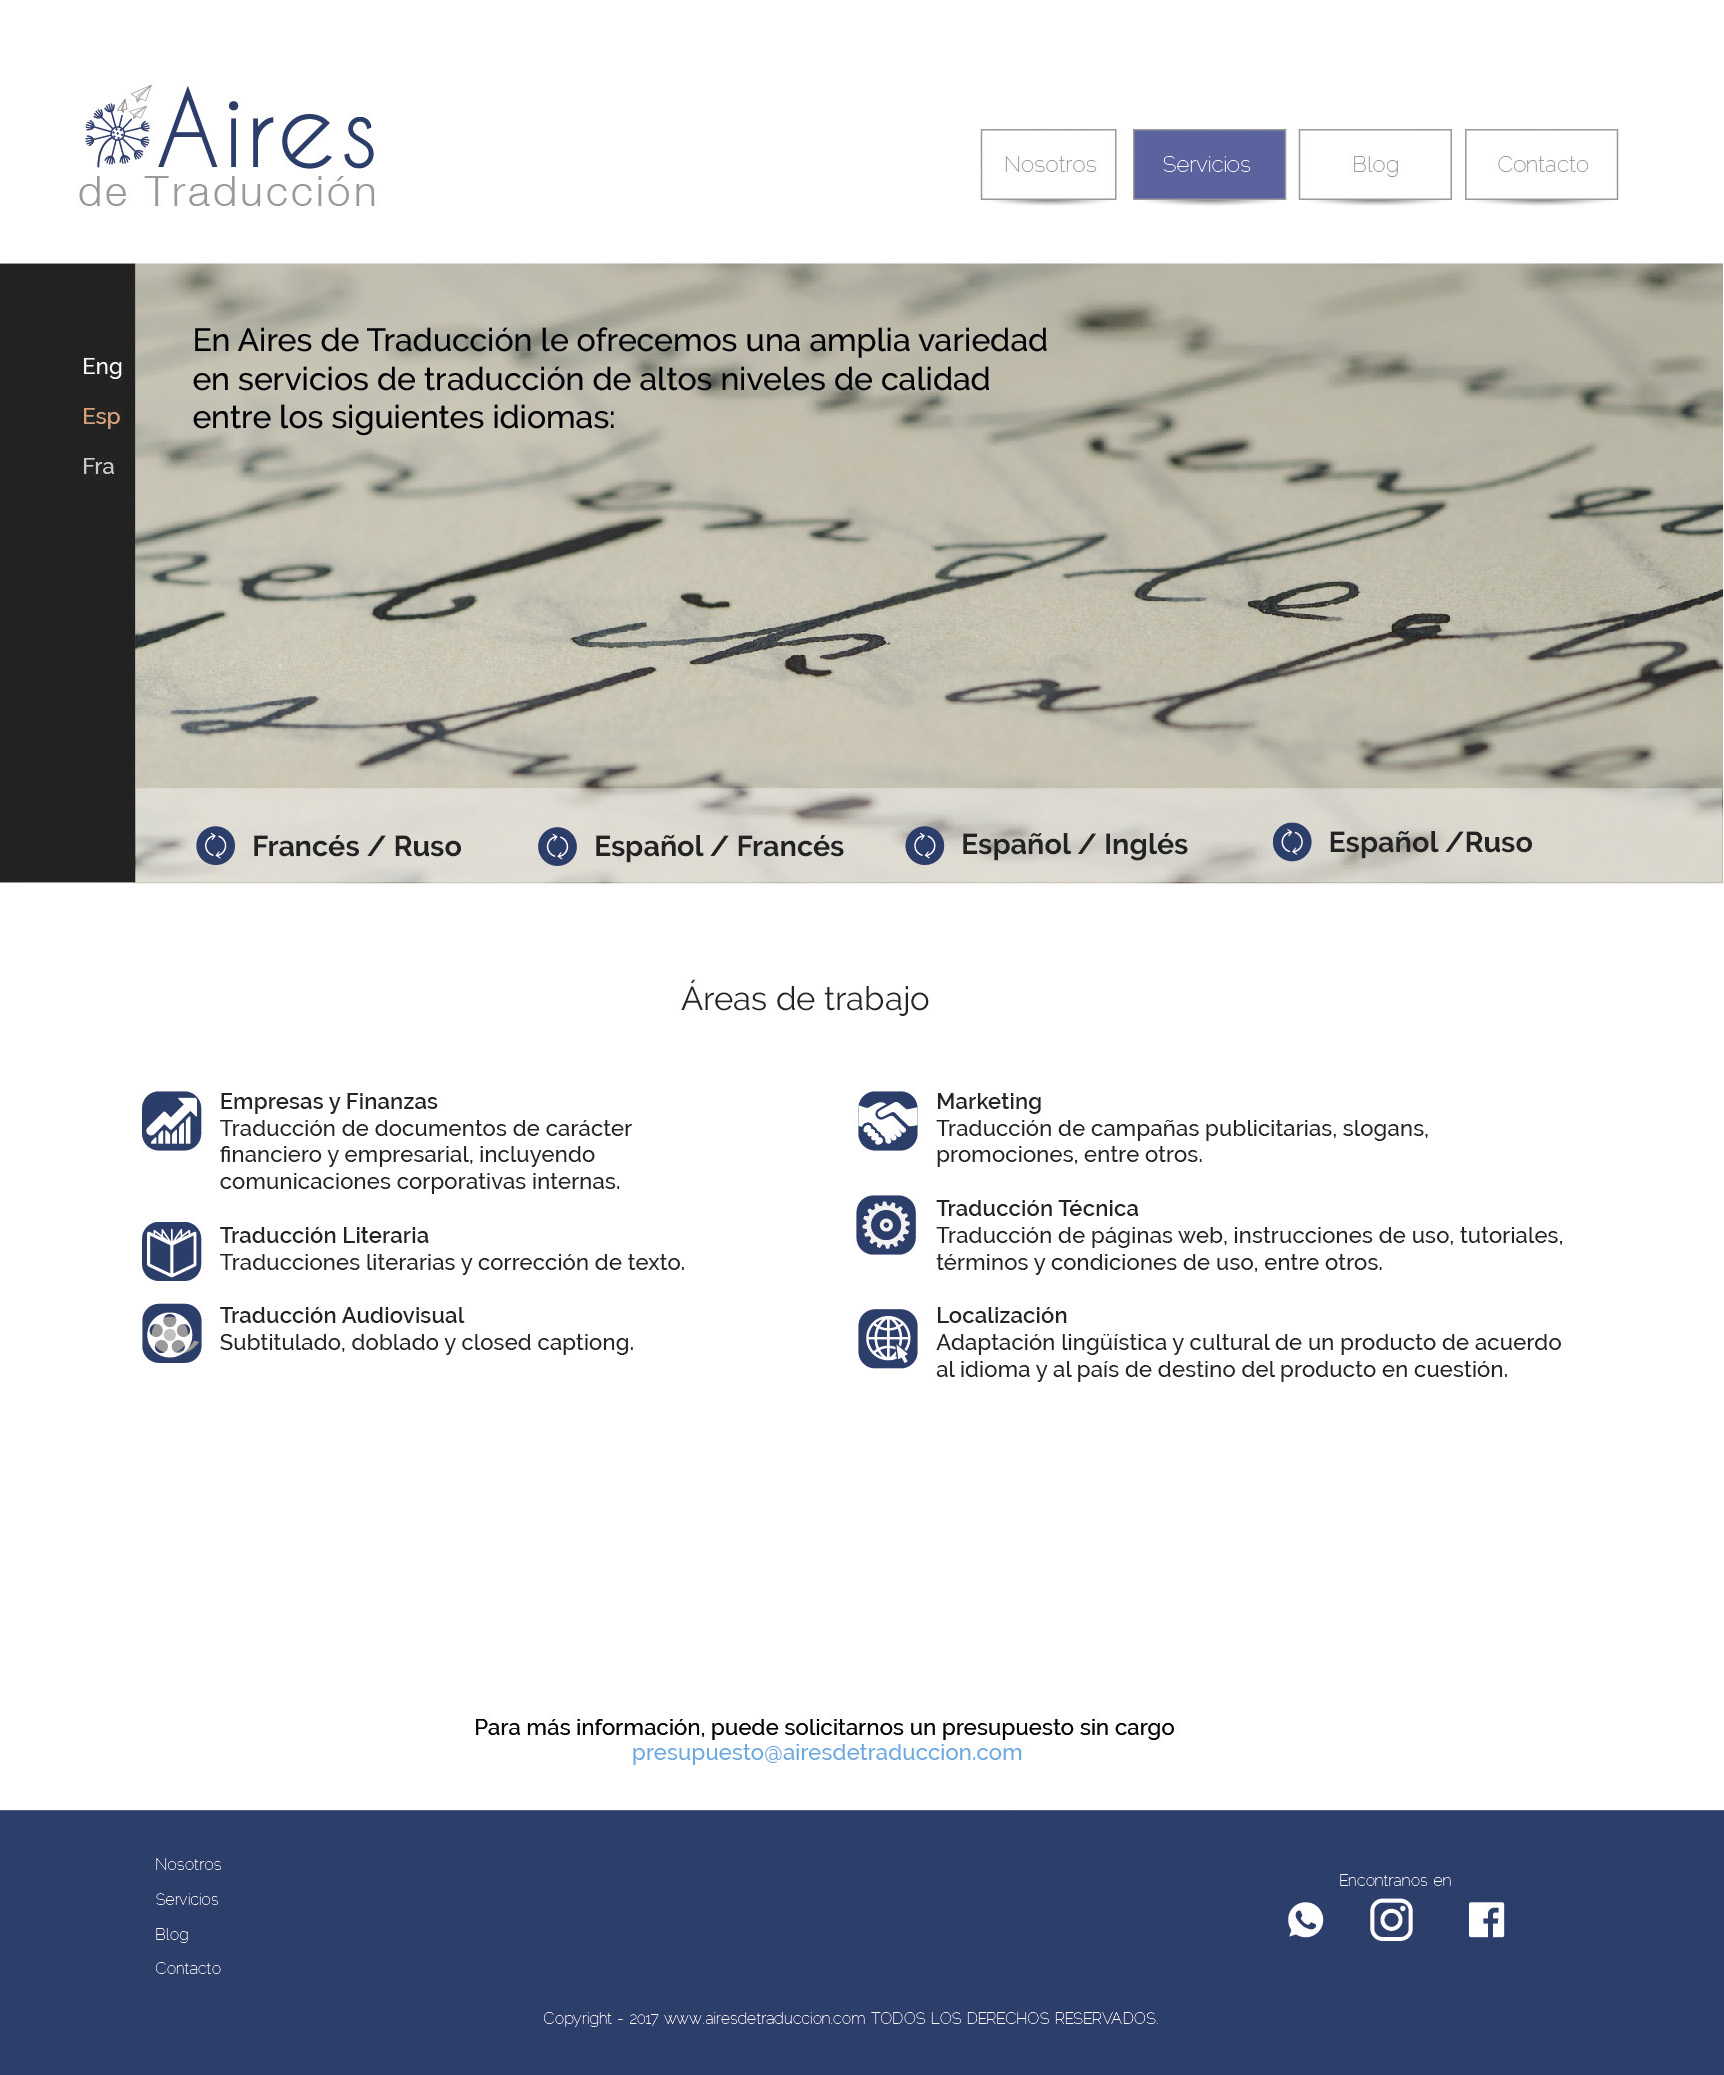 Aires
de Traducción
Nosotros
Servicios
Blog
Contacto
Eng
Esp
Fra
En Aires de Traducción le ofrecemos una amplia variedad
en servicios de traducción de altos niveles de calidad
entre los siguientes idiomas:
Francés / Ruso
Español / Francés
Español / Inglés
Español /Ruso
Áreas de trabajo
Empresas y Finanzas
Traducción de documentos de carácter
financiero y empresarial, incluyendo
comunicaciones corporativas internas.
Traducción Literaria
Traducciones literarias y corrección de texto.
Traducción Audiovisual
Subtitulado, doblado y closed captiong.
Marketing
Traducción de campañas publicitarias, slogans,
promociones, entre otros.
Traducción Técnica
Traducción de páginas web, instrucciones de uso, tutoriales,
términos y condiciones de uso, entre otros.
Localización
Adaptación lingüística y cultural de un producto de acuerdo
al idioma y al país de destino del producto en cuestión.
Para más información, puede solicitarnos un presupuesto sin cargo
presupuesto@airesdetraduccion.com
Nosotros
Servicios
Blog
Contacto
Encontranos en
Copyright - 2017 www.airesdetraduccion.com TODOS LOS DERECHOS RESERVADOS.